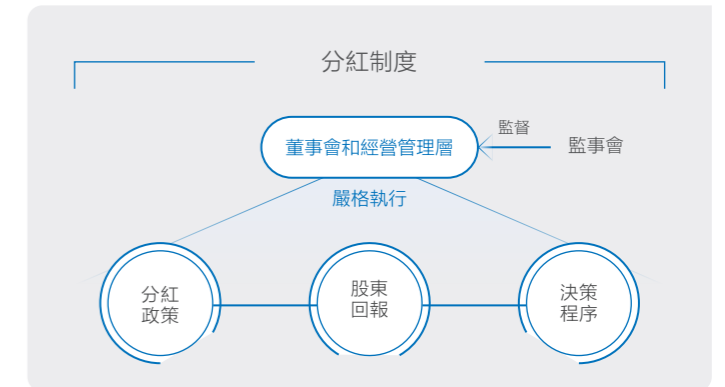 分紅制度
監督
董事會和經營管理層
監事會
嚴格執行
分紅
政策
股東
回報
決策
程序